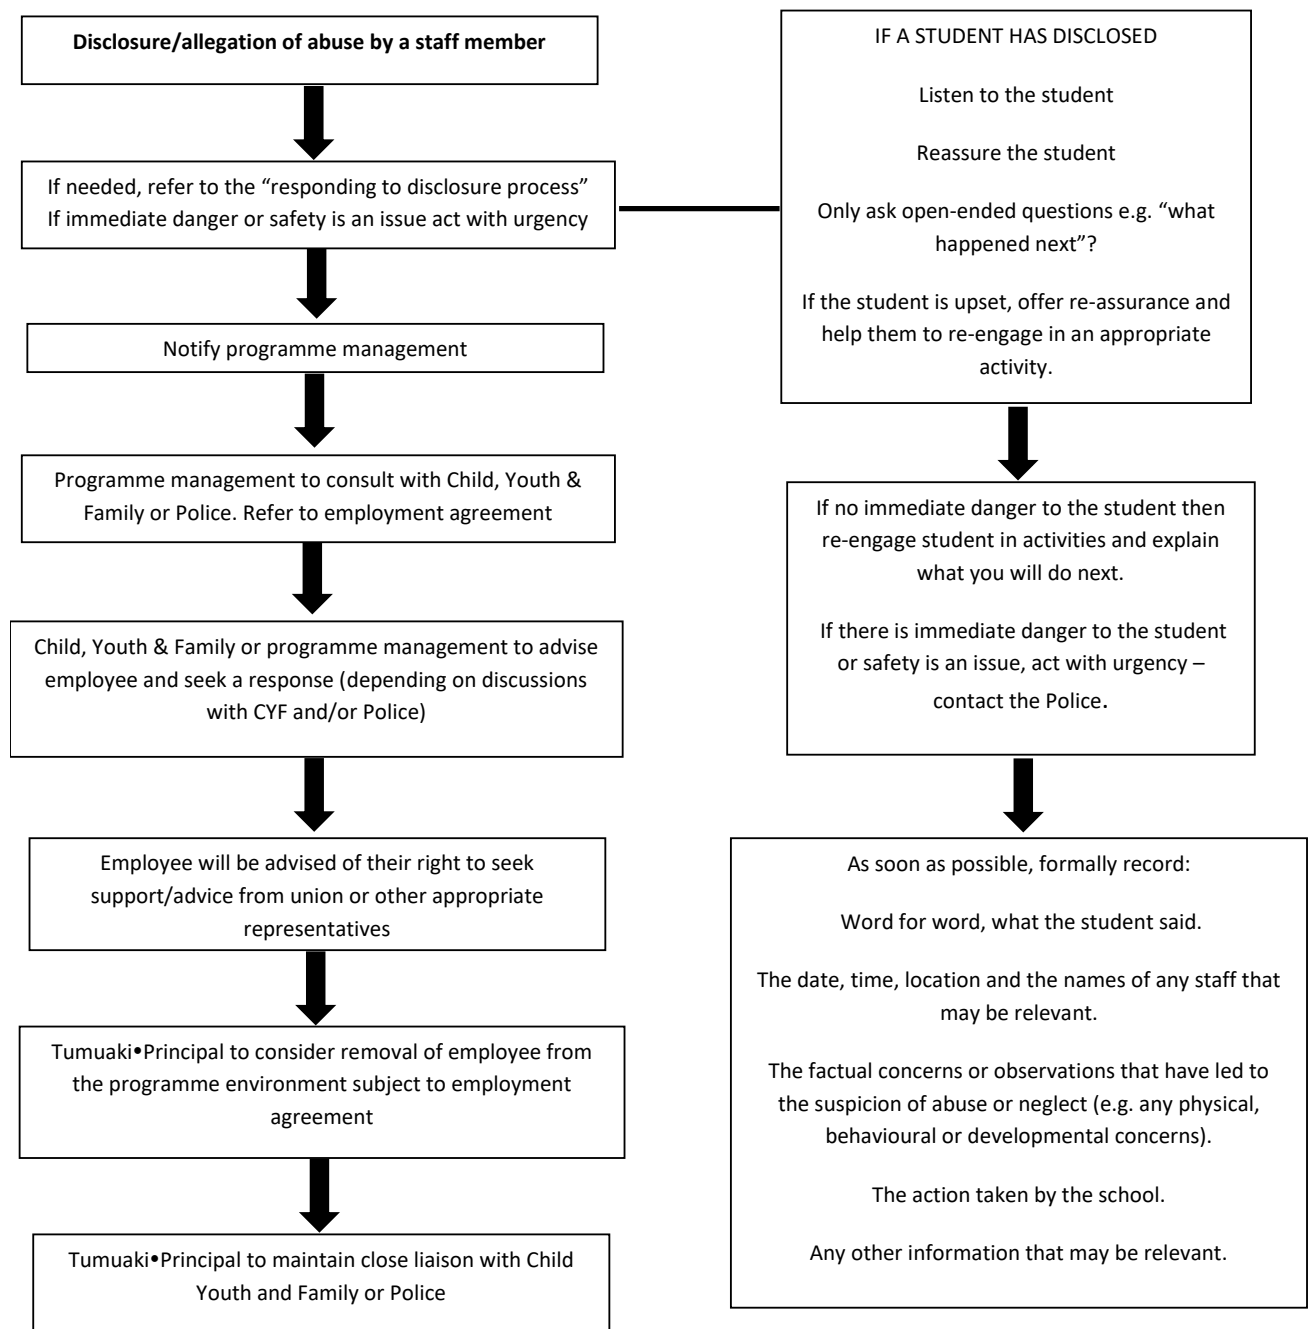 Disclosure/allegation of abuse by a staff member
If needed, refer to the “responding to disclosure process”
If immediate danger or safety is an issue act with urgency
Notify programme management
Programme management to consult with Child, Youth &
Family or Police. Refer to employment agreement
Child, Youth & Family or programme management to advise
employee and seek a response (depending on discussions
with CYF and/or Police)
Employee will be advised of their right to seek
support/advice from union or other appropriate
representatives
Tumuaki•Principal to consider removal of employee from
the programme environment subject to employment
agreement
Tumuaki•Principal to maintain close liaison with Child
Youth and Family or Police
IF A STUDENT HAS DISCLOSED
Listen to the student
Reassure the student
Only ask open-ended questions e.g. “what
happened next”?
If the student is upset, offer re-assurance and
help them to re-engage in an appropriate
activity.
If no immediate danger to the student then
re-engage student in activities and explain
what you will do next.
If there is immediate danger to the student
or safety is an issue, act with urgency –
contact the Police.
As soon as possible, formally record:
Word for word, what the student said.
The date, time, location and the names of any staff that
may be relevant.
The factual concerns or observations that have led to
the suspicion of abuse or neglect (e.g. any physical,
behavioural or developmental concerns).
The action taken by the school.
Any other information that may be relevant.